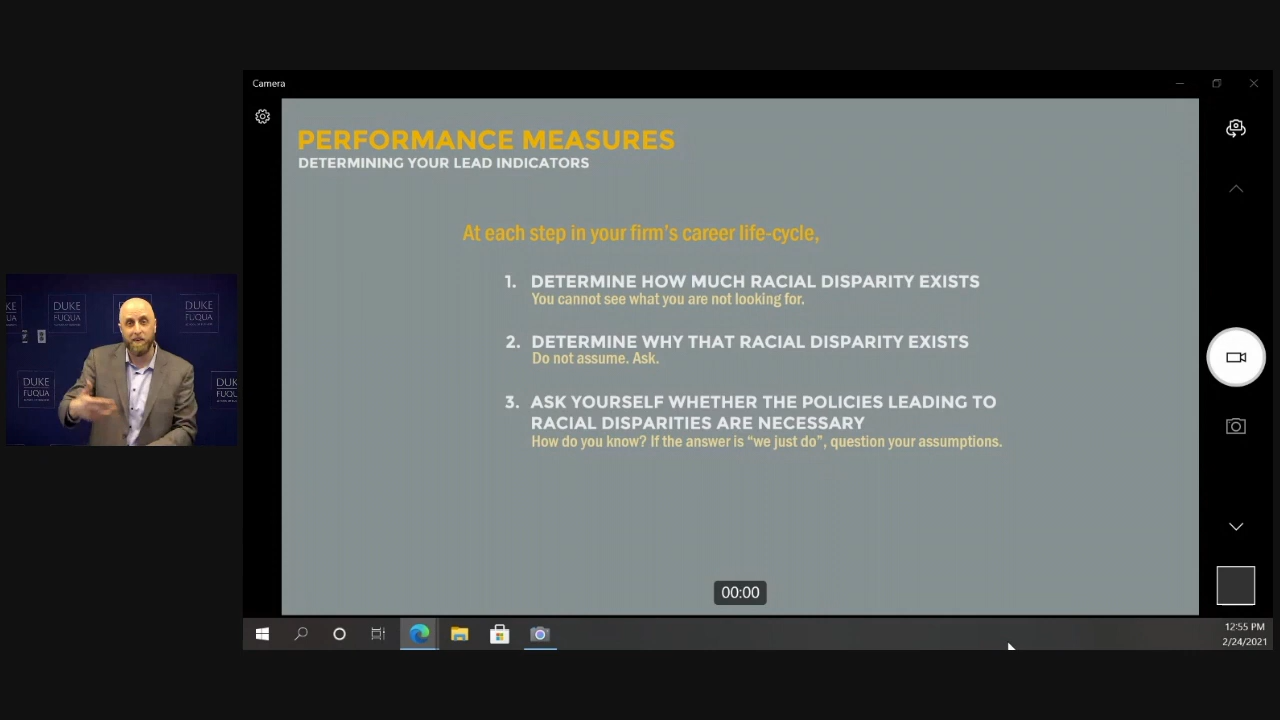 Camera
PERFORMANCE MEASURES
DETERMINING YOUR LEAD INDICATORS
At each step in your firm's career life-cycle,
1. DETERMINE HOW MUCH RACIAL DISPARITY EXISTS
You cannot see what you are not looking for.
2. DETERMINE WHY THAT RACIAL DISPARITY EXISTS
Do not assume. Ask.
3. ASK YOURSELF WHETHER THE POLICIES LEADING TO
RACIAL DISPARITIES ARE NECESSARY
How do you know? If the answer is “we just do”, question your assumptions.
00:00
12:55 PM
2/24/2021
DUKE
FUQUA
DUKE
FUQUA
DUKE
FUQUA
DUK
FUQUA